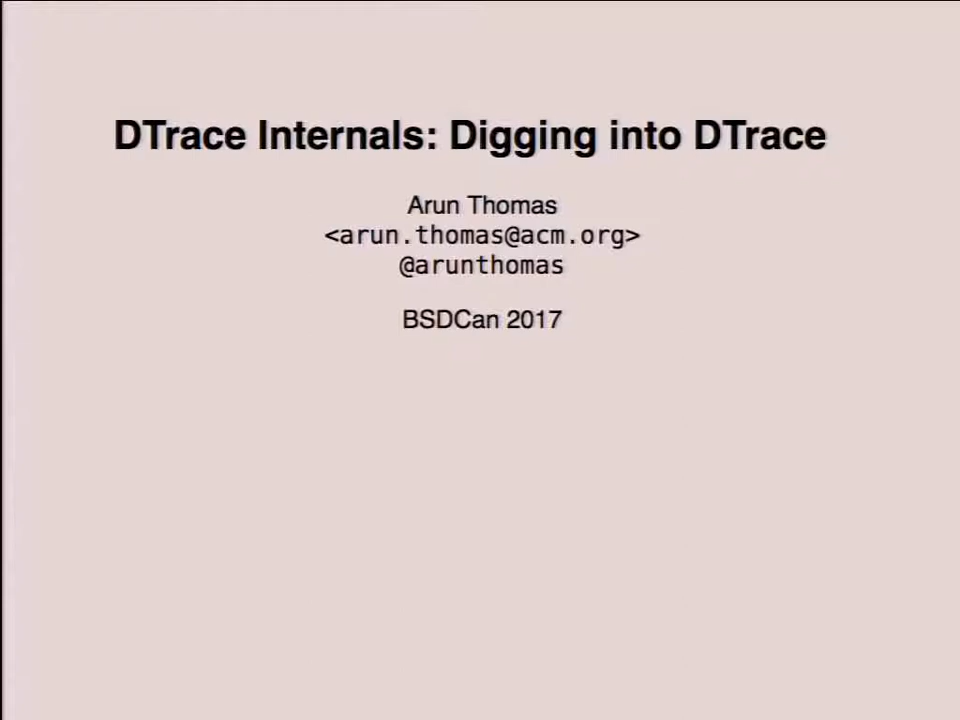 DTrace Internals: Digging into DTrace
Arun Thomas
<arun.thomas@acm.org>
@arunthomas
BSDCan 2017